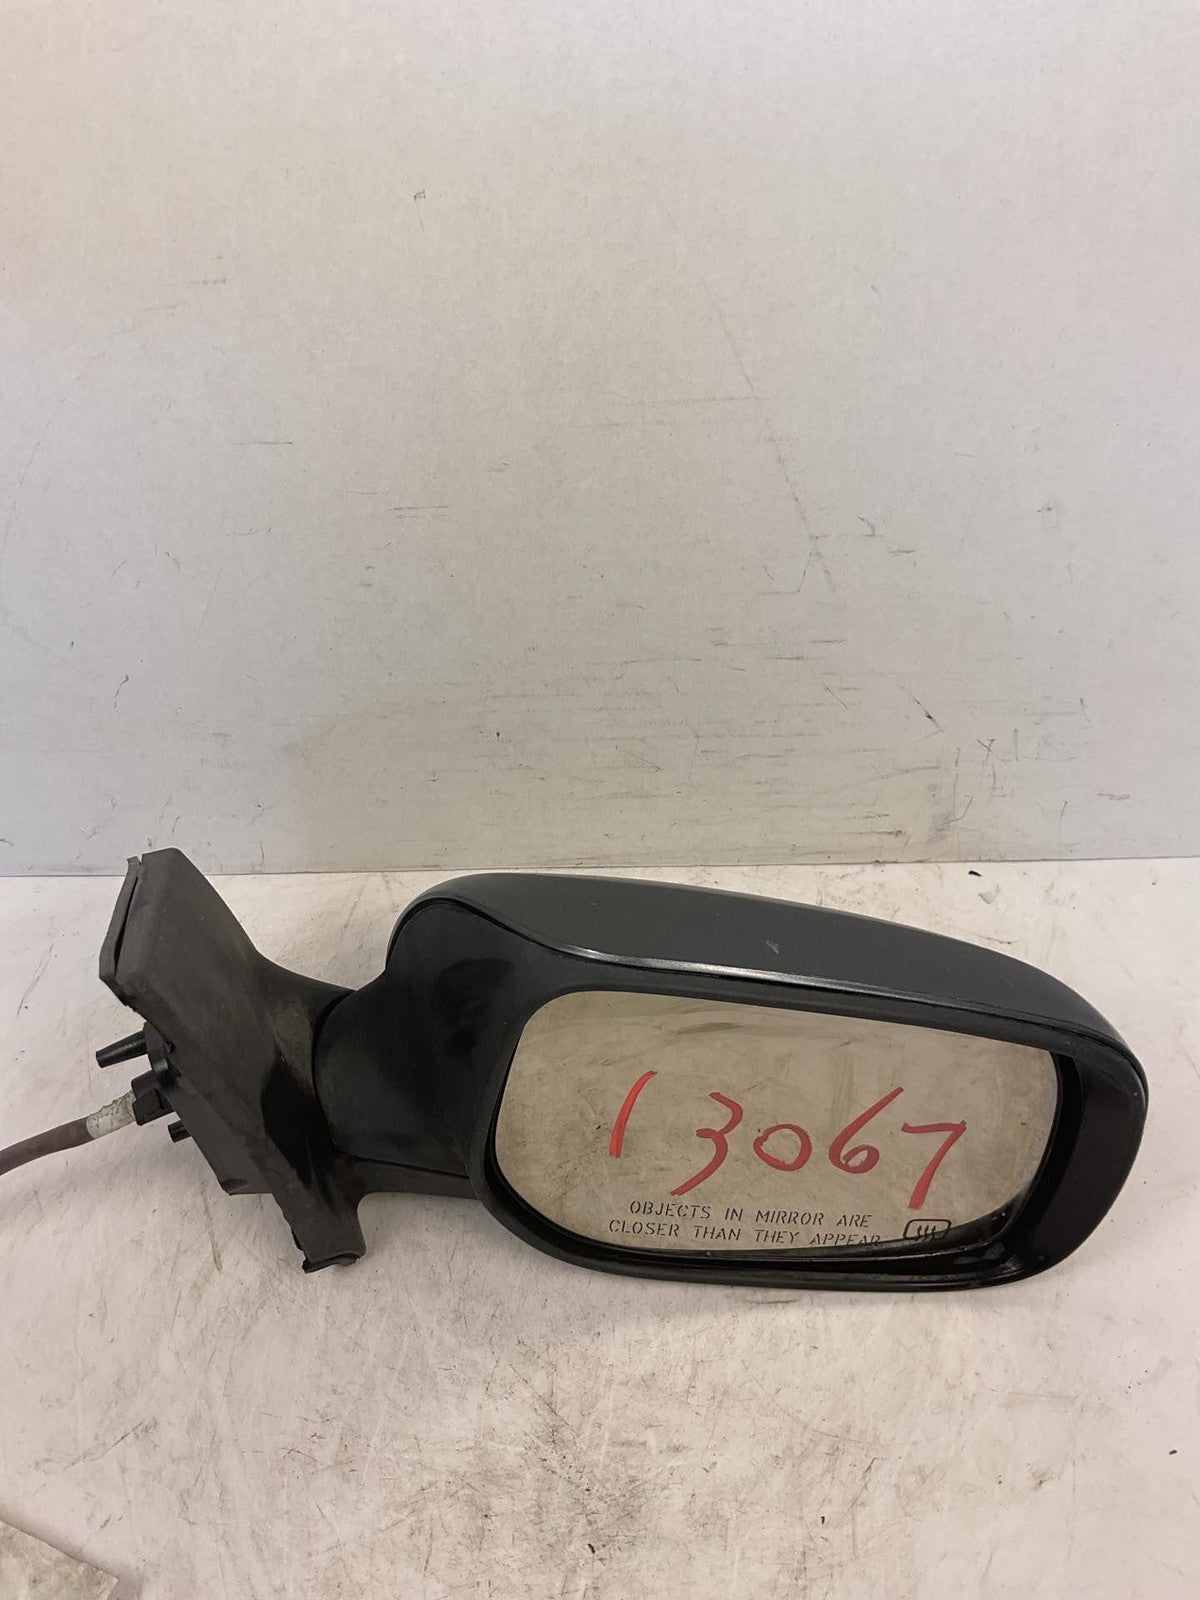 13067
OBJECTS IN MIRROR ARE
CLOSER THAN THEY APPEAR